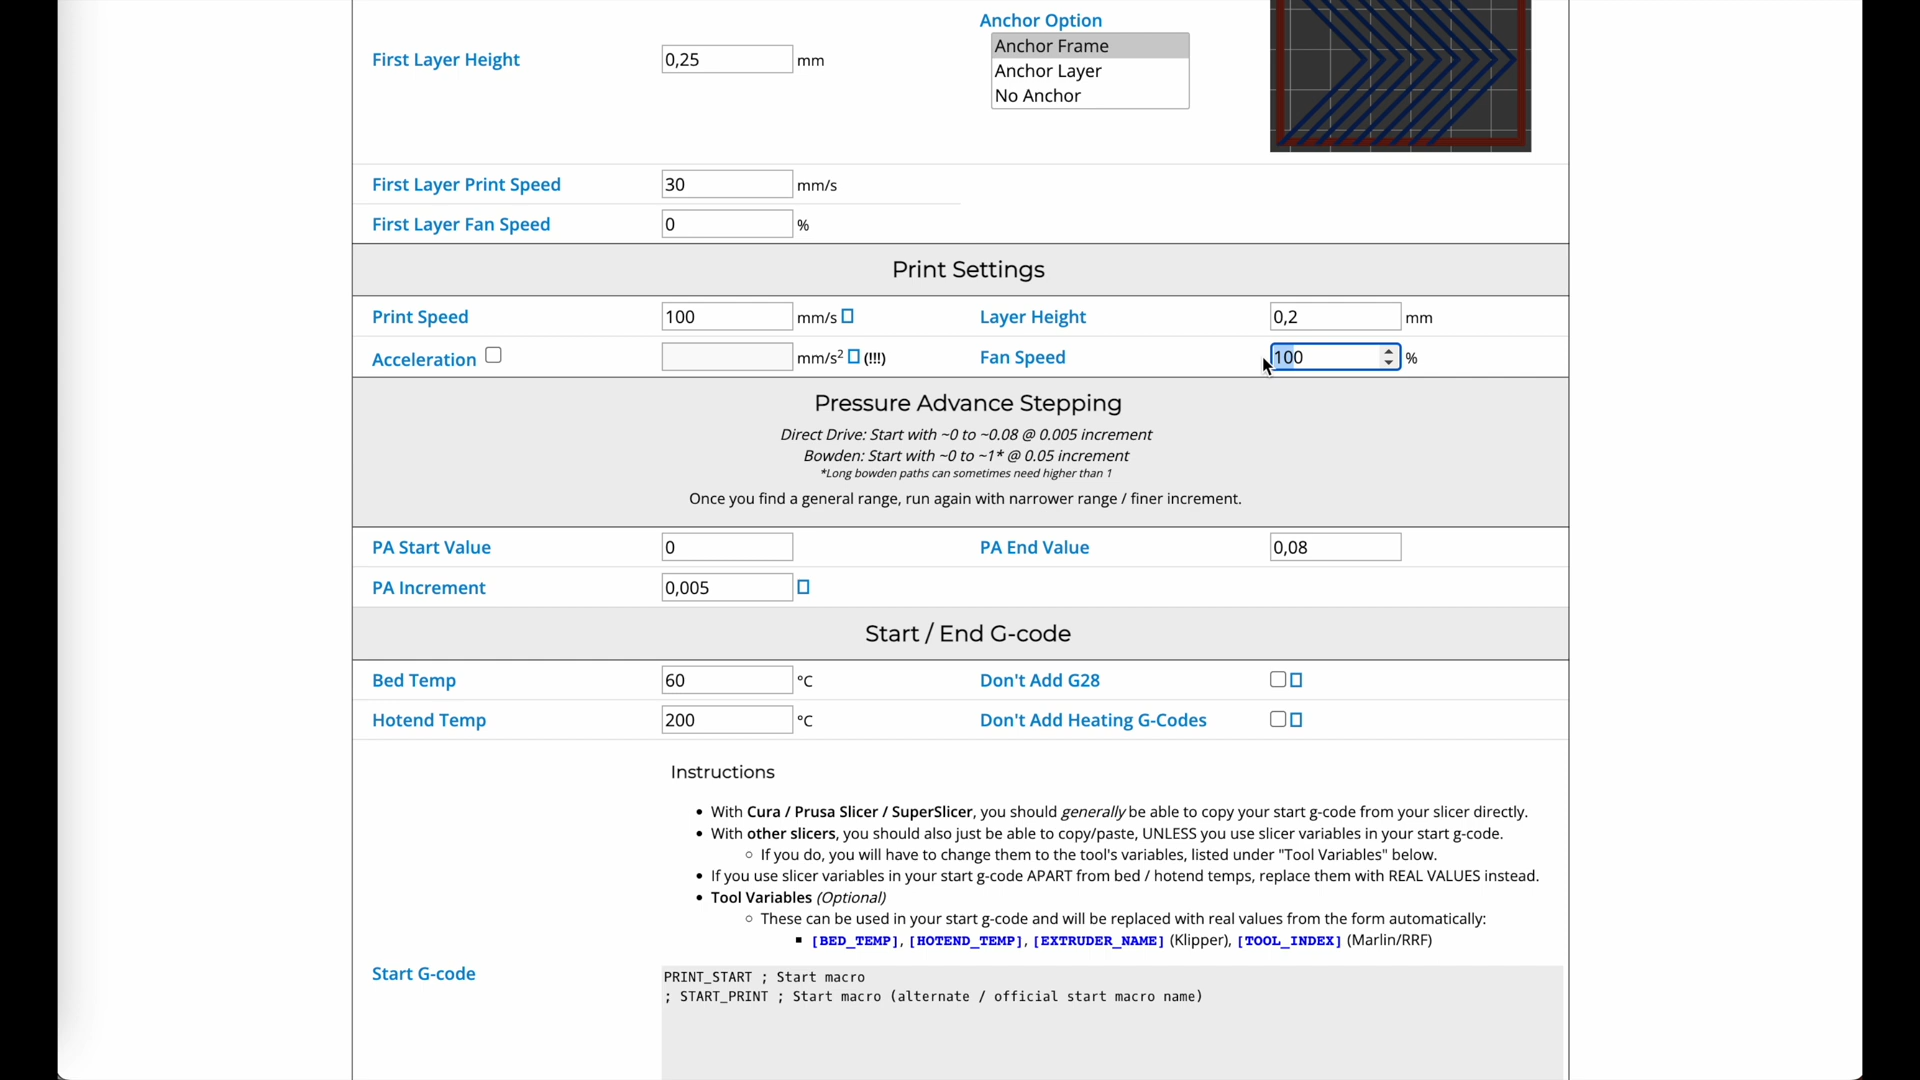 Anchor Option
First Layer Height 0,25 mm
Anchor Frame
Anchor Layer
No Anchor
First Layer Print Speed 30 mm/s
First Layer Fan Speed 0 %
Print Settings
Print Speed 100 mm/s Layer Height 0,2 mm
Acceleration mm/s² (!!!) Fan Speed 100 %
Pressure Advance Stepping
Direct Drive: Start with ~0 to ~0.08 @ 0.005 increment
Bowden: Start with ~0 to ~1* @ 0.05 increment
*Long bowden paths can sometimes need higher than 1
Once you find a general range, run again with narrower range / finer increment.
PA Start Value 0 PA End Value 0,08
PA Increment 0,005
Start / End G-code
Bed Temp 60 °C Don't Add G28
Hotend Temp 200 °C Don't Add Heating G-Codes
Instructions
• With Cura / Prusa Slicer / SuperSlicer, you should generally be able to copy your start g-code from your slicer directly.
• With other slicers, you should also just be able to copy/paste, UNLESS you use slicer variables in your start g-code.
○ If you do, you will have to change them to the tool's variables, listed under "Tool Variables" below.
• If you use slicer variables in your start g-code APART from bed / hotend temps, replace them with REAL VALUES instead.
• Tool Variables (Optional)
○ These can be used in your start g-code and will be replaced with real values from the form automatically:
▪ [BED_TEMP], [HOTEND_TEMP], [EXTRUDER_NAME] (Klipper), [TOOL_INDEX] (Marlin/RRF)
Start G-code
PRINT_START ; Start macro
; START_PRINT ; Start macro (alternate / official start macro name)